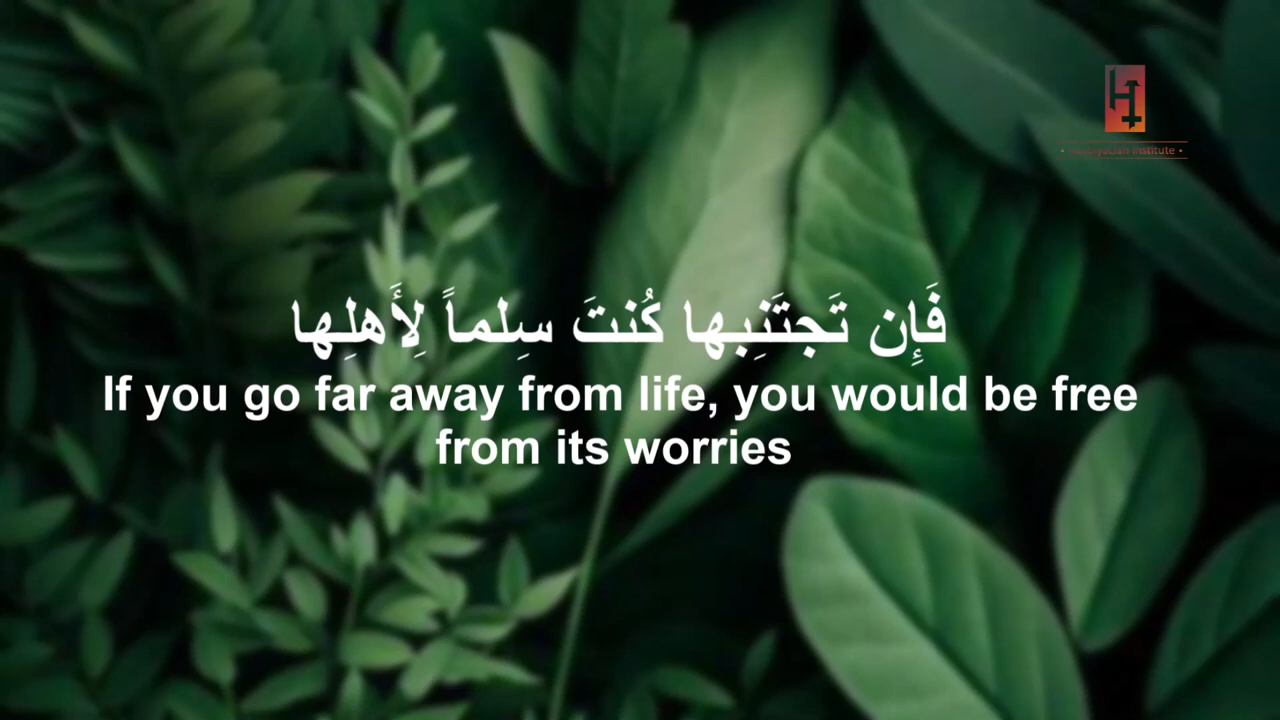 فَإِن تَجتَنِبها كُنتَ سِلماً لِأَهلِها
If you go far away from life, you would be free
from its worries
Institute